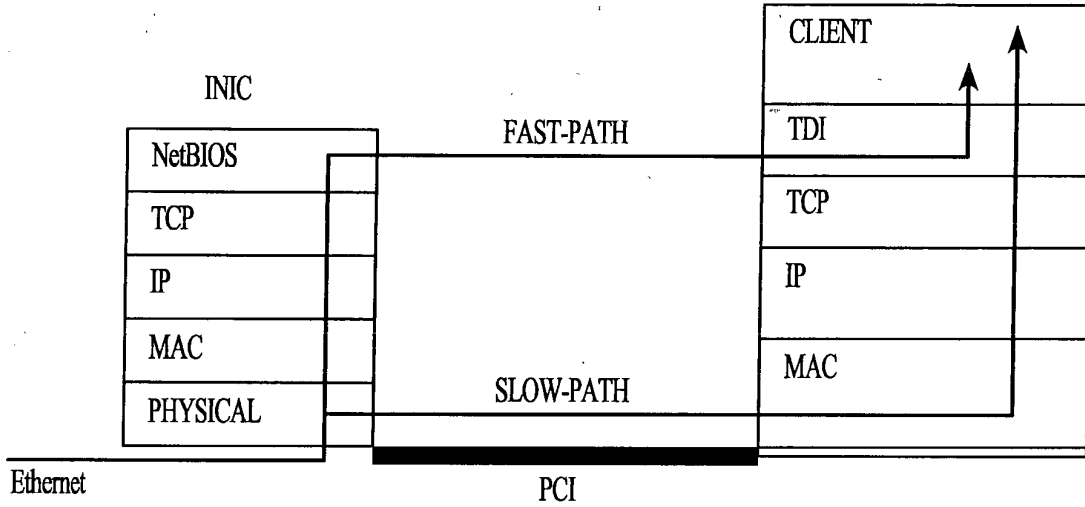 CLIENT
INIC
FAST-PATH
TDI
NetBIOS
TCP
TCP
IP
IP
MAC
MAC
SLOW-PATH
PHYSICAL
Ethernet
PCI